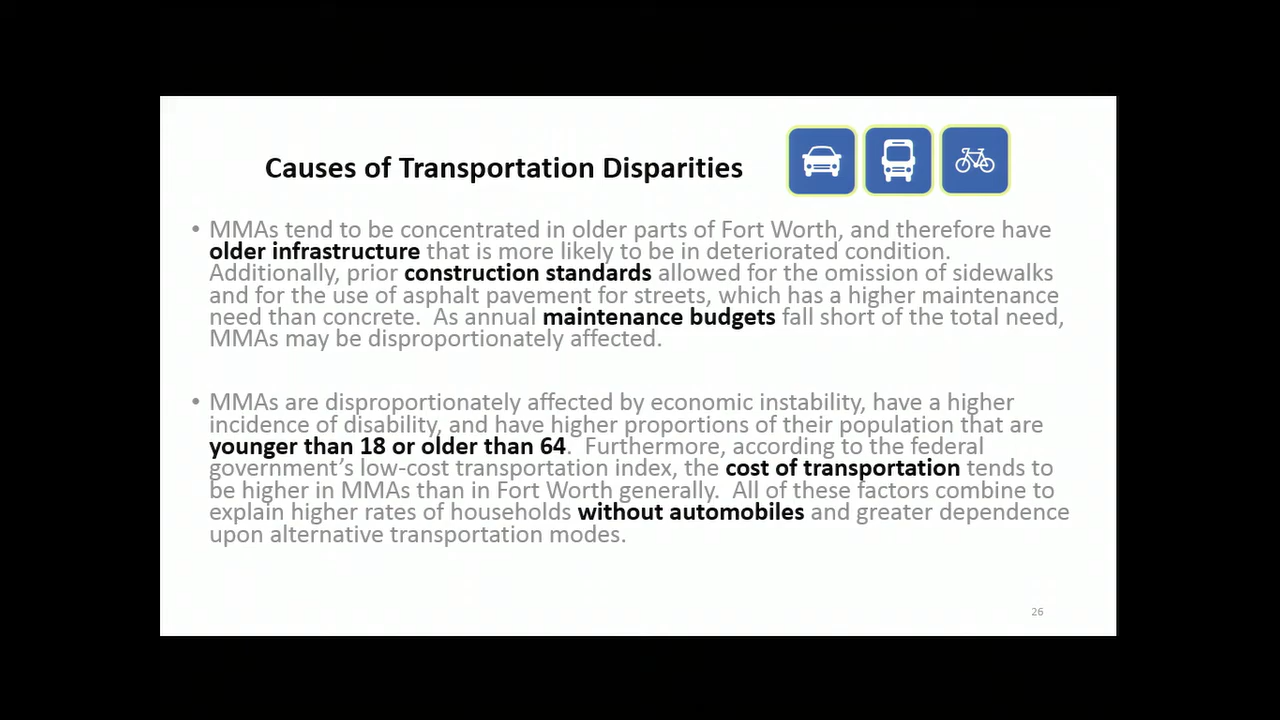 Causes of Transportation Disparities
• MMAs tend to be concentrated in older parts of Fort Worth, and therefore have
older infrastructure that is more likely to be in deteriorated condition.
Additionally, prior construction standards allowed for the omission of sidewalks
and for the use of asphalt pavement for streets, which has a higher maintenance
need than concrete.  As annual maintenance budgets fall short of the total need,
MMAs may be disproportionately affected.
• MMAs are disproportionately affected by economic instability, have a higher
incidence of disability, and have higher proportions of their population that are
younger than 18 or older than 64.  Furthermore, according to the federal
government's low-cost transportation index, the cost of transportation tends to
be higher in MMAs than in Fort Worth generally.  All of these factors combine to
explain higher rates of households without automobiles and greater dependence
upon alternative transportation modes.
26